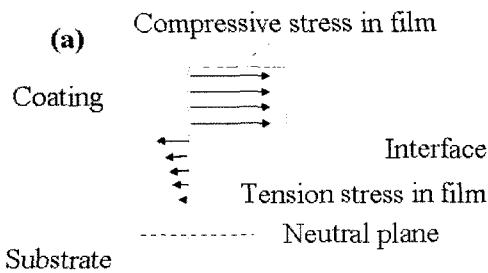 (a)
Compressive stress in film
Coating
Interface
Tension stress in film
Neutral plane
Substrate